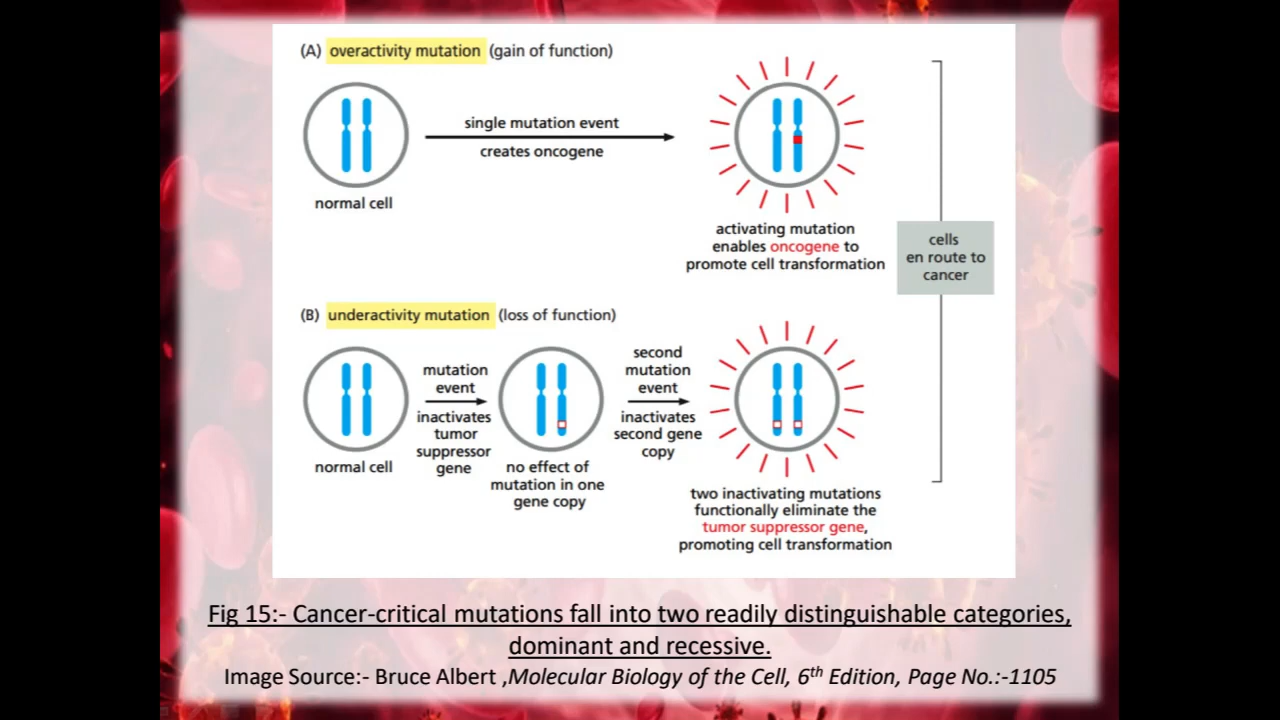 (A) overactivity mutation (gain of function)
single mutation event
creates oncogene
normal cell
activating mutation
enables oncogene to
promote cell transformation
cells
en route to
cancer
(B) underactivity mutation (loss of function)
mutation
event
inactivates
tumor
suppressor
gene
second
mutation
event
inactivates
second gene
copy
normal cell
no effect of
mutation in one
gene copy
two inactivating mutations
functionally eliminate the
tumor suppressor gene,
promoting cell transformation
Fig 15:- Cancer-critical mutations fall into two readily distinguishable categories,
dominant and recessive.
Image Source:- Bruce Albert ,Molecular Biology of the Cell, 6th Edition, Page No.:-1105